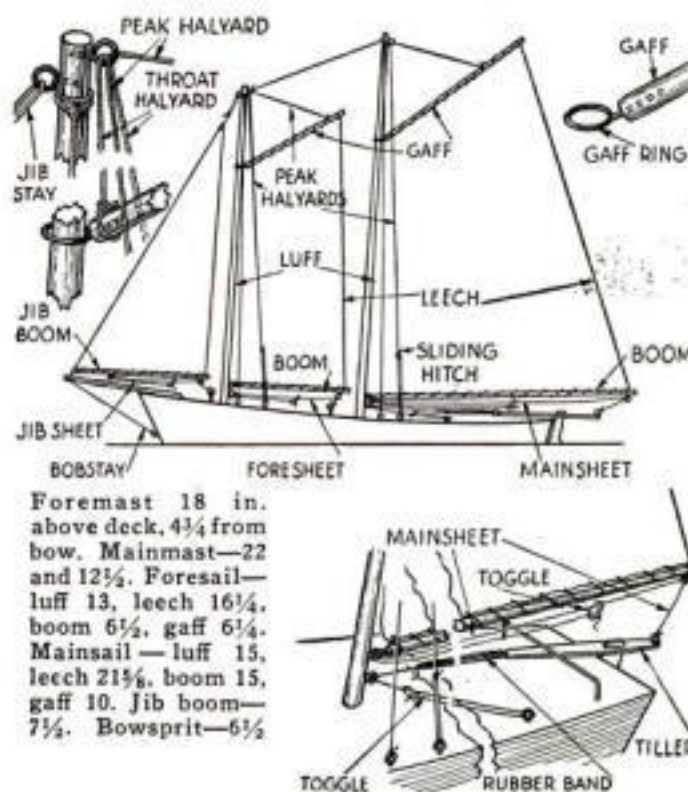 PEAK HALYARD
THROAT
HALYARD
JIB
STAY
GAFF
GAFF RING
GAFF
PEAK
HALYARDS
LUFF
LEECH
JIB
BOOM
BOOM
SLIDING
HITCH
BOOM
JIB SHEET
BOBSTAY
FORESHEET
MAINSHEET
Foremast 18 in.
above deck, 4¾ from
bow. Mainmast—22
and 12½. Foresail—
luff 13, leech 16¼,
boom 6½, gaff 6¼.
Mainsail — luff 15,
leech 21⅝, boom 15,
gaff 10. Jib boom—
7½. Bowsprit—6½
MAINSHEET
TOGGLE
TILLER
TOGGLE
RUBBER BAND